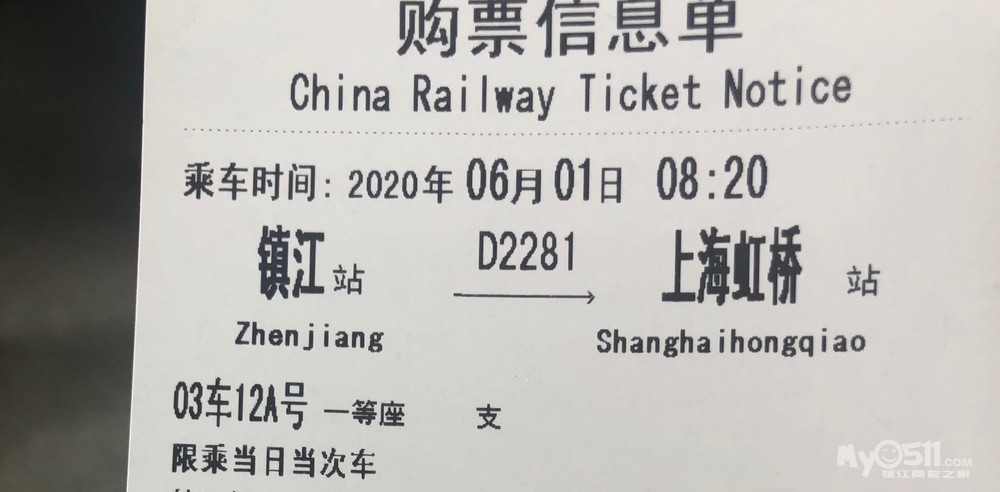 购票信息单
China Railway Ticket Notice
乘车时间: 2020年 06月 01日 08:20
镇江站 D2281 上海虹桥 站
Zhenjiang Shanghaihongqiao
03车12A号 一等座 支
限乘当日当次车
My0511.COM
镇江网友之家